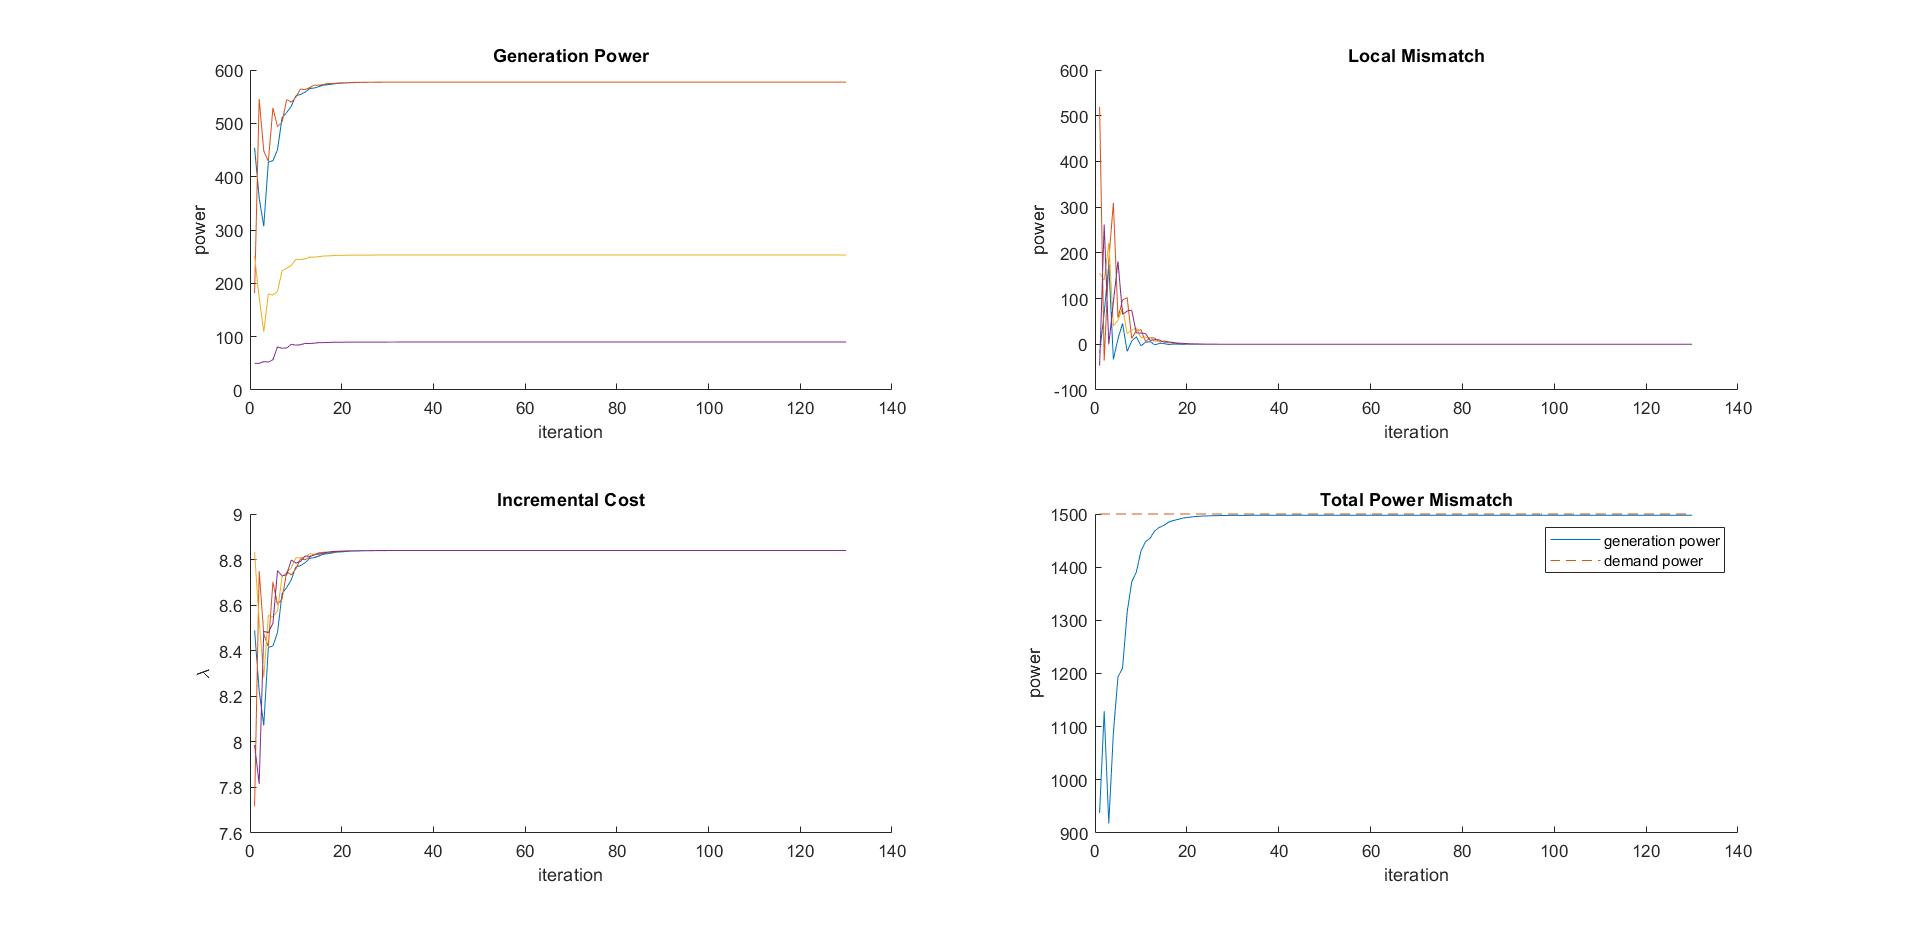 Generation Power
600
500
400
300
200
100
0
power
0 20 40 60 80 100 120 140
iteration
Local Mismatch
600
500
400
300
200
100
0
-100
power
0 20 40 60 80 100 120 140
iteration
Incremental Cost
9
8.8
8.6
8.4
8.2
8
7.8
7.6
λ
0 20 40 60 80 100 120 140
iteration
Total Power Mismatch
1500
1400
1300
1200
1100
1000
900
power
generation power
demand power
0 20 40 60 80 100 120 140
iteration